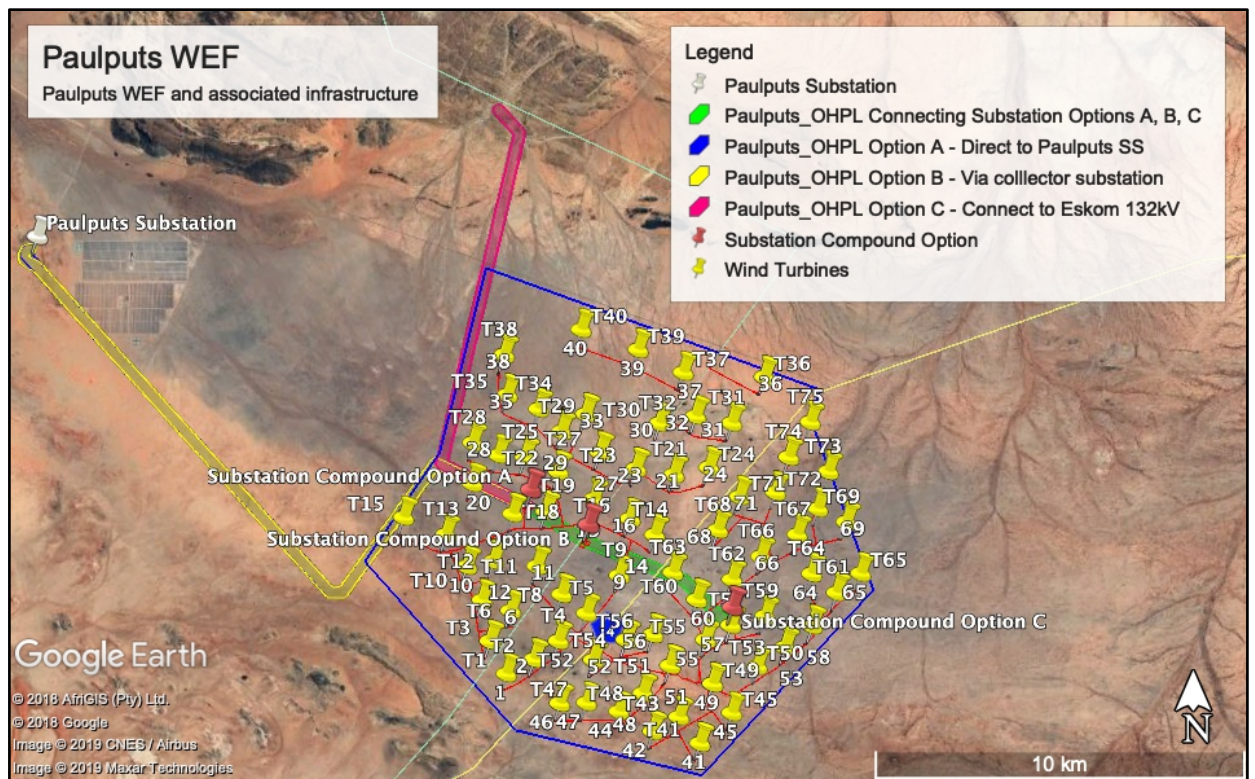 Paulputs WEF
Paulputs WEF and associated infrastructure
Legend
Paulputs Substation
Paulputs_OHPL Connecting Substation Options A, B, C
Paulputs_OHPL Option A - Direct to Paulputs SS
Paulputs_OHPL Option B - Via colllector substation
Paulputs_OHPL Option C - Connect to Eskom 132kV
Substation Compound Option
Wind Turbines
Paulputs Substation
T40
T38 T39
40
38 39 T37 T36
T35 T34 37 36
35 T29 T30 T32 T31 T75
T28 33 30 32 31 T74
28 T25 T27 T21 T73
T22 29 T23 T24
Substation Compound Option A 23 21 24 T71 T72
20 T19 27 71
T15 T13 T18 16 T14 T68 T67 T69
Substation Compound Option B 68 T66 69
T12 T11 T9 T63 T62 T64
T10 10 11 14 66 T61 T65
9 T60
12 T8 T5 T59 64 65
T6 6 T4 60
T3 T56 Substation Compound Option C
T2 T54 56 T55 57 T53 T50 58
T1 2 T52 52 T51 55 T49 53
1 T47 T48 T43 51 49 T45
46 47 44 48 T41 45
42 41
Google Earth
© 2018 AfriGIS (Pty) Ltd.
© 2018 Google
Image © 2019 CNES / Airbus
Image © 2019 Maxar Technologies
N
10 km